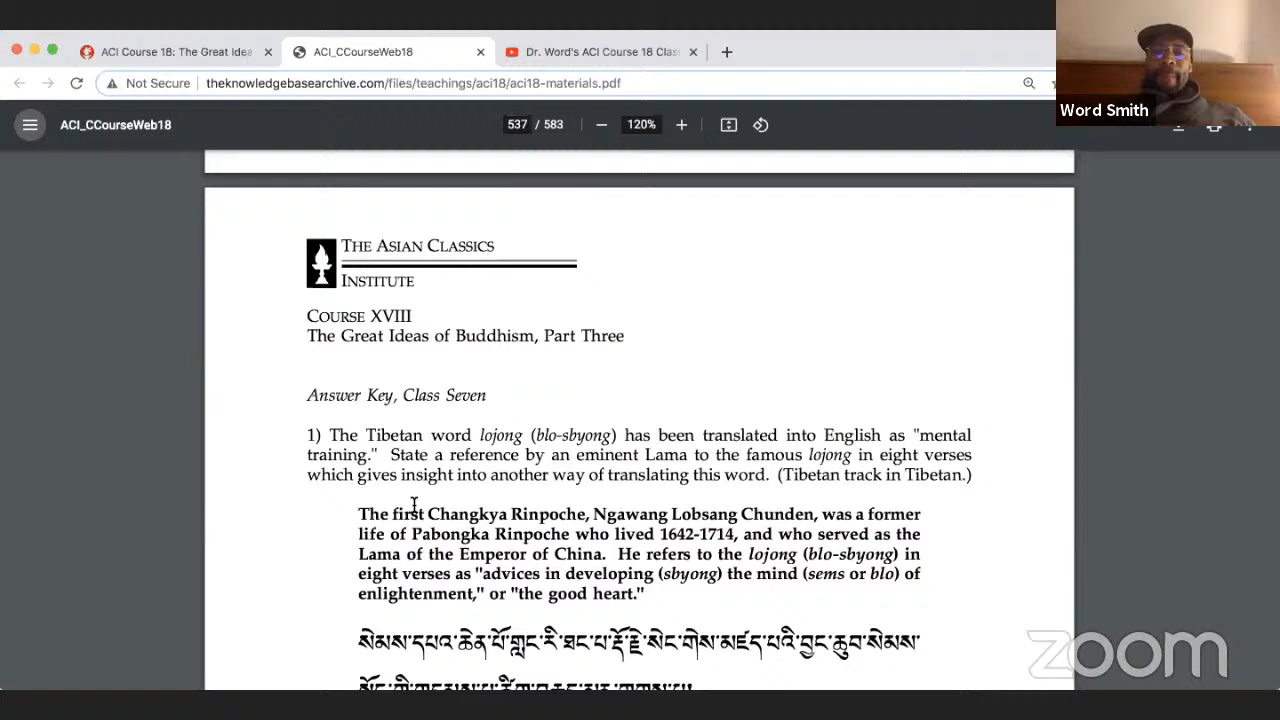 ACI Course 18: The Great Idea
ACI_CCourseWeb18
Dr. Word's ACI Course 18 Clas
Not Secure
theknowledgebasearchive.com/files/teachings/aci18/aci18-materials.pdf
Word Smith
ACI_CCourseWeb18
537 / 583
120%
THE ASIAN CLASSICS
INSTITUTE
COURSE XVIII
The Great Ideas of Buddhism, Part Three
Answer Key, Class Seven
1) The Tibetan word lojong (blo-sbyong) has been translated into English as "mental
training." State a reference by an eminent Lama to the famous lojong in eight verses
which gives insight into another way of translating this word. (Tibetan track in Tibetan.)
The first Changkya Rinpoche, Ngawang Lobsang Chunden, was a former
life of Pabongka Rinpoche who lived 1642-1714, and who served as the
Lama of the Emperor of China. He refers to the lojong (blo-sbyong) in
eight verses as "advices in developing (sbyong) the mind (sems or blo) of
enlightenment," or "the good heart."
སེམས་དཔའ་ཆེན་པོ་གླང་རི་ཐང་པ་རྡོ་རྗེ་སེང་གེས་མཛད་པའི་བྱང་ཆུབ་སེམས་
zoom